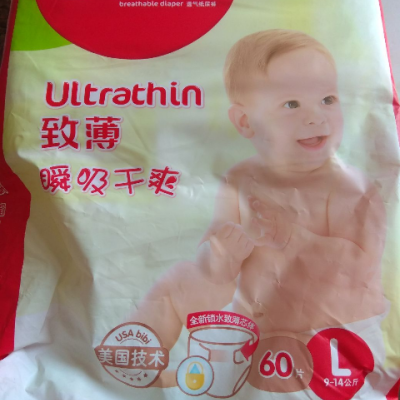 breathable diaper 透气纸尿裤
Ultrathin
致薄
瞬吸干爽
USA bibi
美国技术
全新锁水致薄芯体
60片
L
9-14公斤